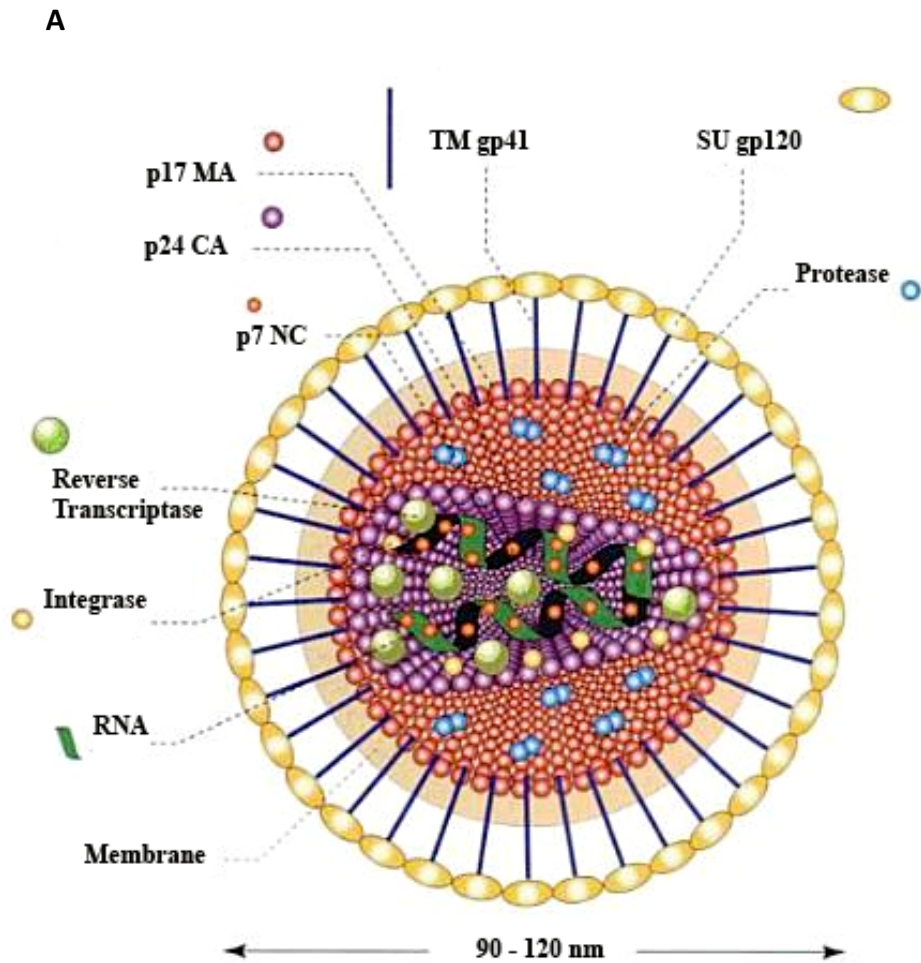 A
TM gp41
SU gp120
p17 MA
p24 CA
Protease
p7 NC
Reverse
Transcriptase
Integrase
RNA
Membrane
90 - 120 nm